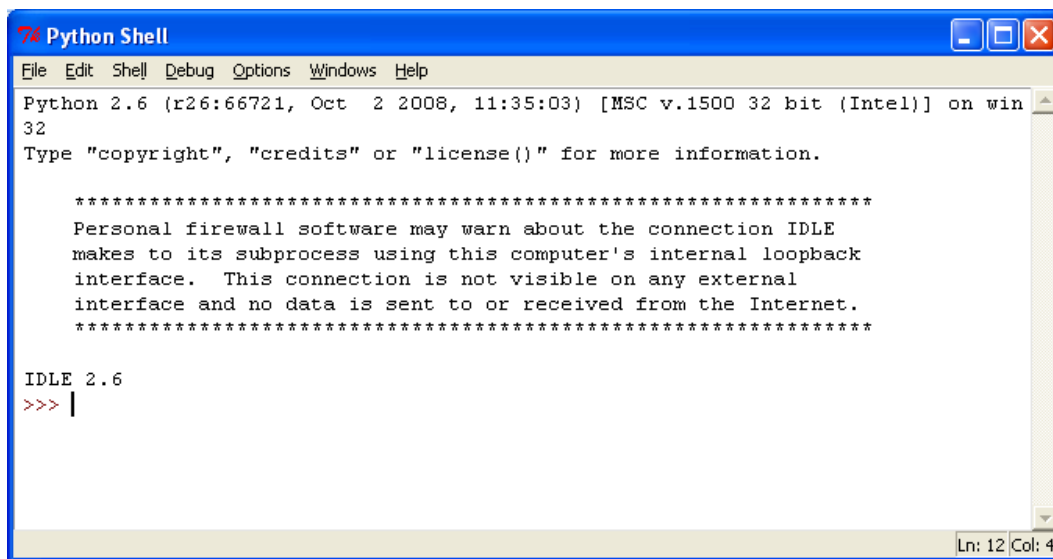 Python Shell
File Edit Shell Debug Options Windows Help
Python 2.6 (r26:66721, Oct  2 2008, 11:35:03) [MSC v.1500 32 bit (Intel)] on win
32
Type "copyright", "credits" or "license()" for more information.
****************************************************************
Personal firewall software may warn about the connection IDLE
makes to its subprocess using this computer's internal loopback
interface.  This connection is not visible on any external
interface and no data is sent to or received from the Internet.
****************************************************************
IDLE 2.6
>>>
Ln: 12 Col: 4